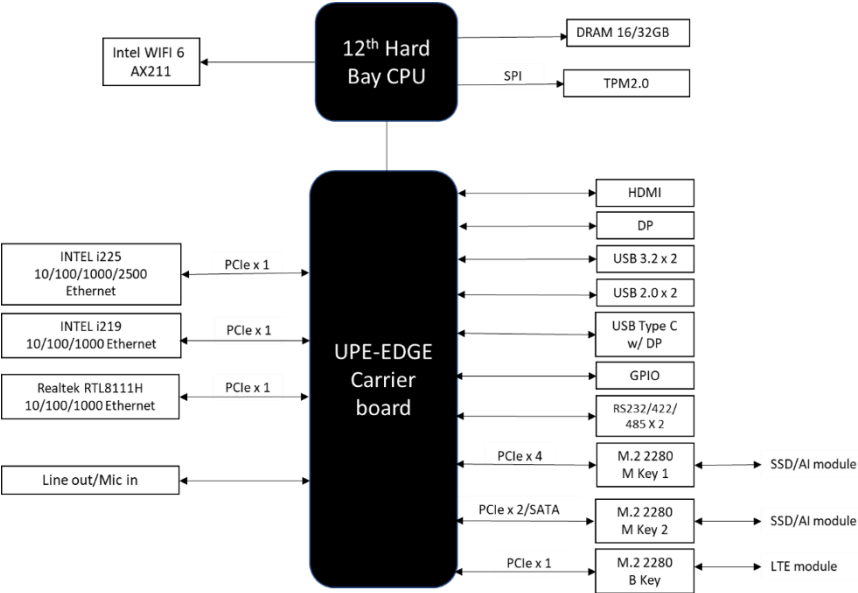 12th Hard
Bay CPU
Intel WIFI 6
AX211
DRAM 16/32GB
SPI
TPM2.0
UPE-EDGE
Carrier
board
INTEL i225
10/100/1000/2500
Ethernet
PCIe x 1
INTEL i219
10/100/1000 Ethernet
PCIe x 1
Realtek RTL8111H
10/100/1000 Ethernet
PCIe x 1
Line out/Mic in
HDMI
DP
USB 3.2 x 2
USB 2.0 x 2
USB Type C
w/ DP
GPIO
RS232/422/
485 X 2
PCIe x 4
M.2 2280
M Key 1
SSD/AI module
PCIe x 2/SATA
M.2 2280
M Key 2
SSD/AI module
PCIe x 1
M.2 2280
B Key
LTE module